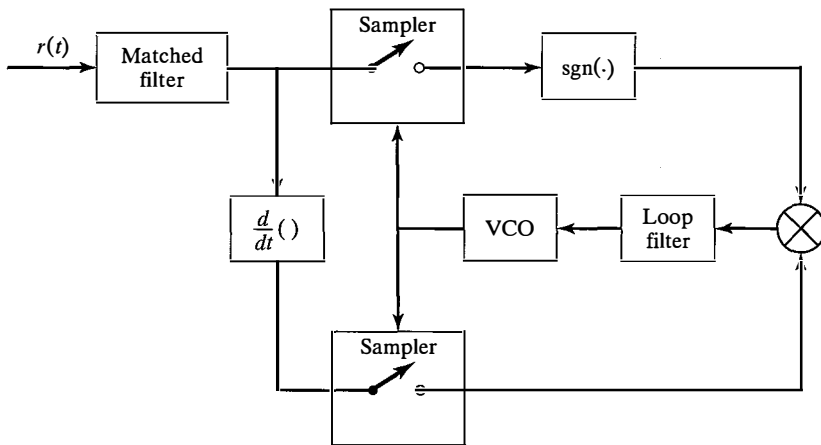 r(t)
Matched
filter
Sampler
sgn(·)
d/dt ( )
VCO
Loop
filter
Sampler